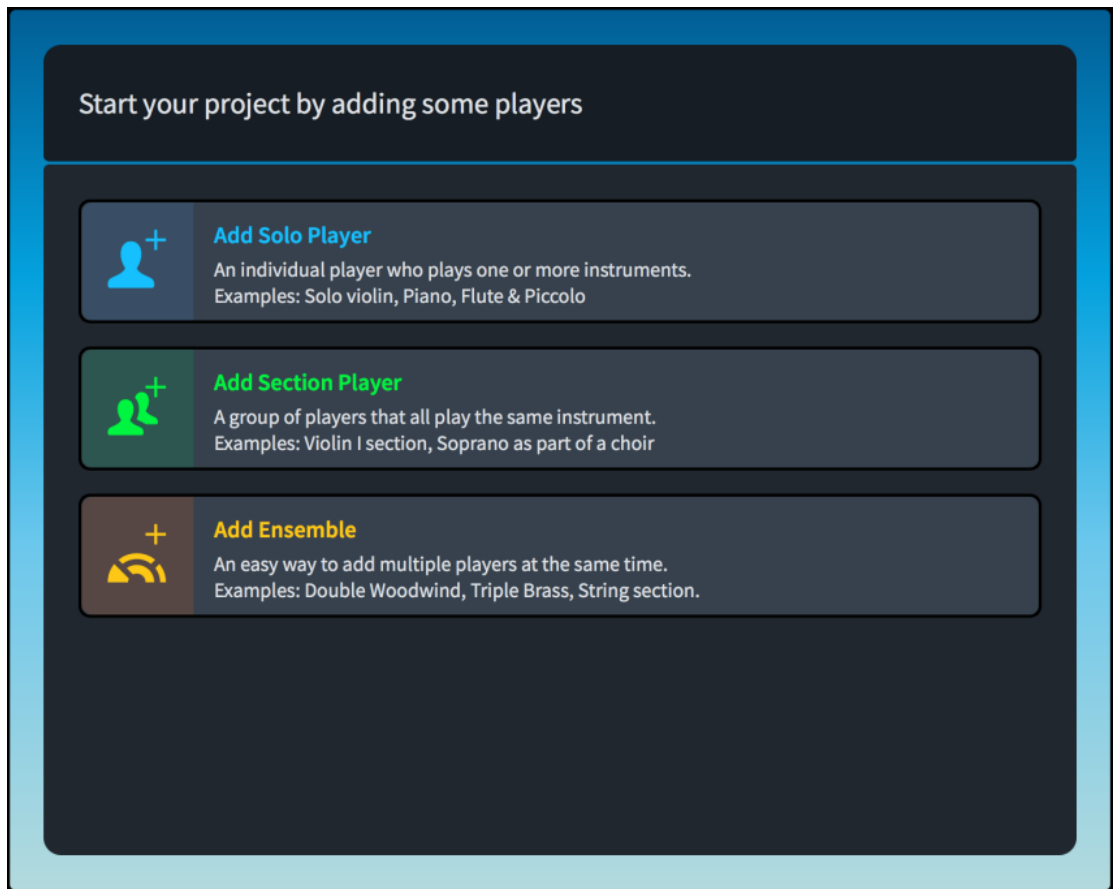 Start your project by adding some players
Add Solo Player
An individual player who plays one or more instruments.
Examples: Solo violin, Piano, Flute & Piccolo
Add Section Player
A group of players that all play the same instrument.
Examples: Violin I section, Soprano as part of a choir
Add Ensemble
An easy way to add multiple players at the same time.
Examples: Double Woodwind, Triple Brass, String section.